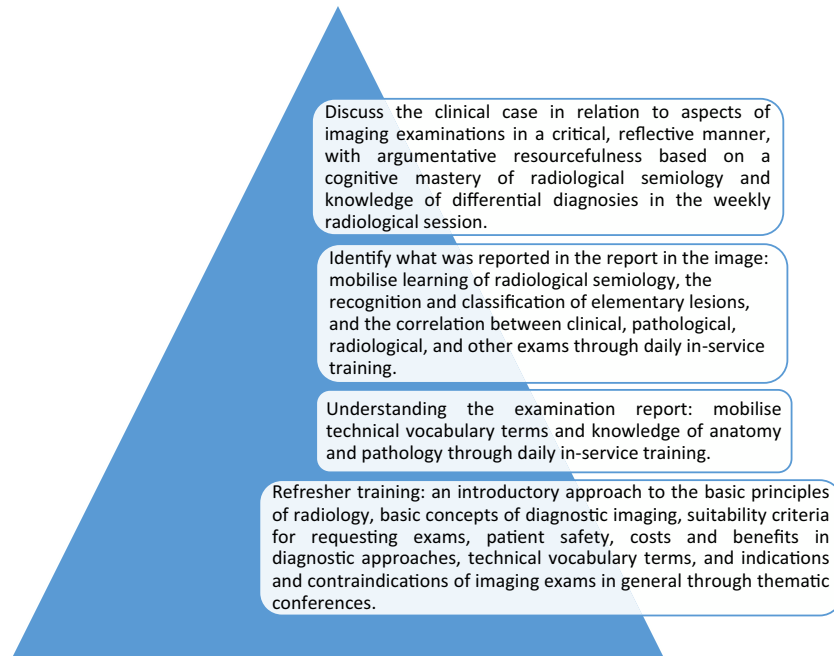 Discuss the clinical case in relation to aspects of
imaging examinations in a critical, reflective manner,
with argumentative resourcefulness based on a
cognitive mastery of radiological semiology and
knowledge of differential diagnosies in the weekly
radiological session.
Identify what was reported in the report in the image:
mobilise learning of radiological semiology, the
recognition and classification of elementary lesions,
and the correlation between clinical, pathological,
radiological, and other exams through daily in-service
training.
Understanding the examination report: mobilise
technical vocabulary terms and knowledge of anatomy
and pathology through daily in-service training.
Refresher training: an introductory approach to the basic principles
of radiology, basic concepts of diagnostic imaging, suitability criteria
for requesting exams, patient safety, costs and benefits in
diagnostic approaches, technical vocabulary terms, and indications
and contraindications of imaging exams in general through thematic
conferences.